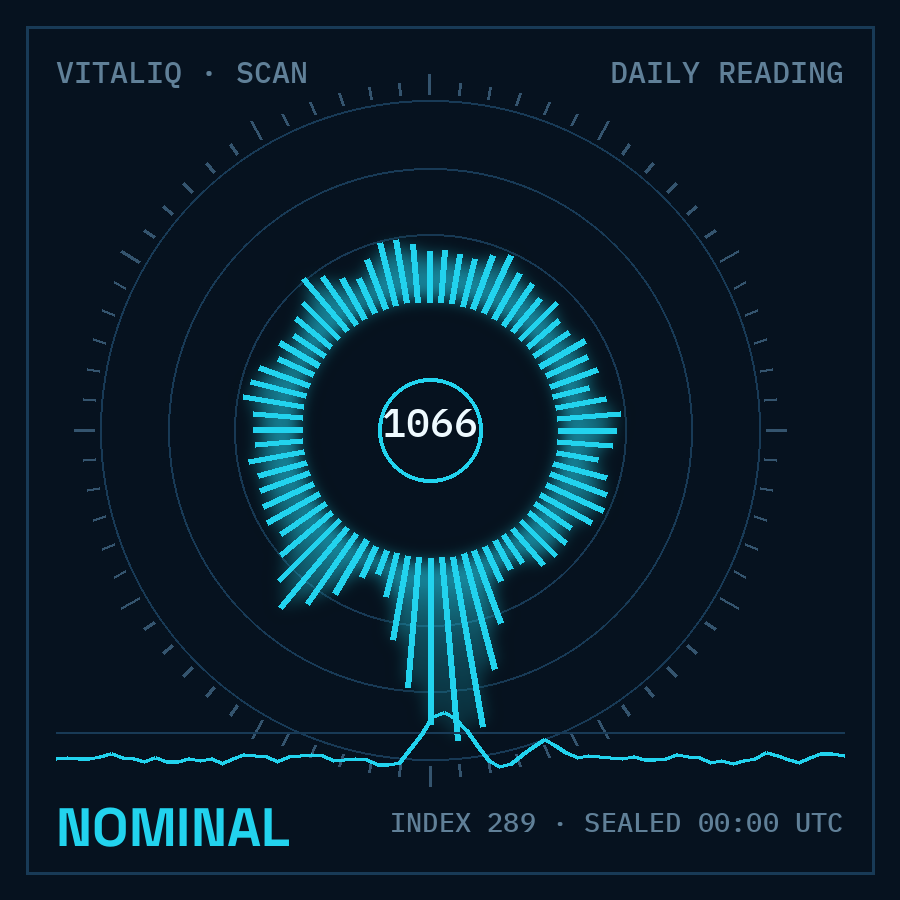 VITALIQ · SCAN
DAILY READING
1066
NOMINAL
INDEX 289 · SEALED 00:00 UTC